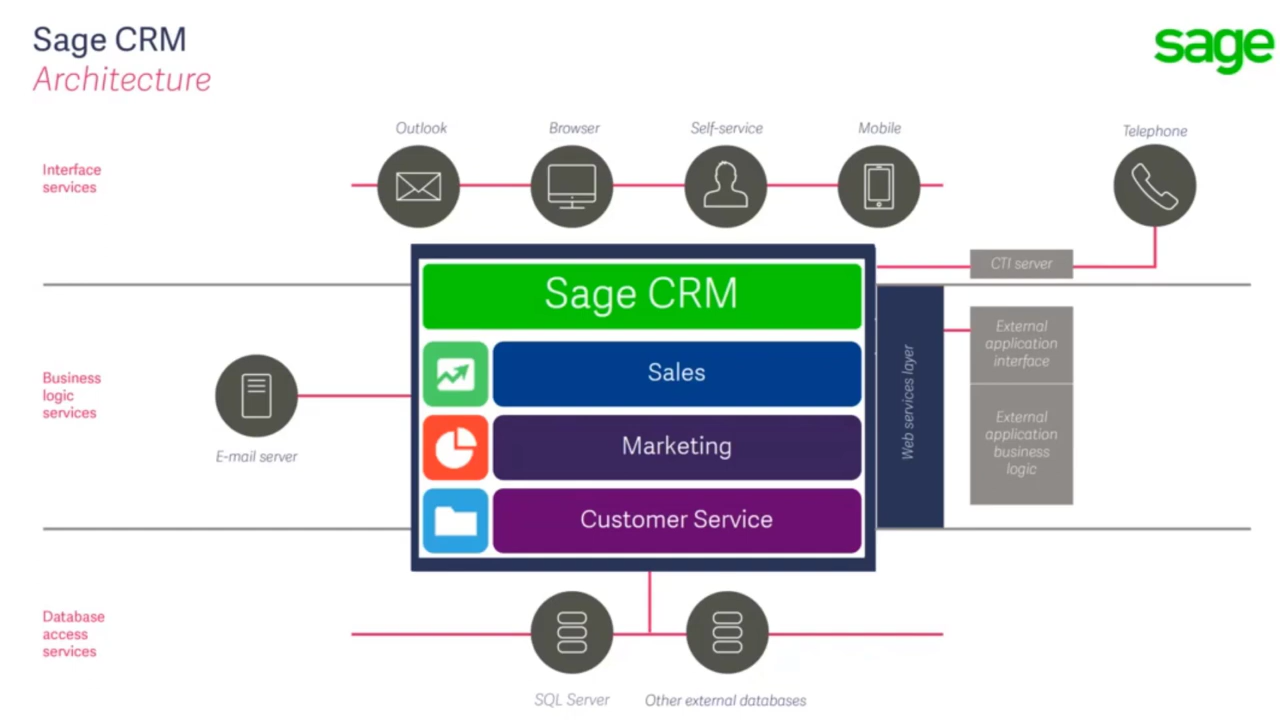 Sage CRM
Architecture
sage
Outlook
Browser
Self-service
Mobile
Telephone
Interface
services
CTI server
Sage CRM
Sales
Marketing
Customer Service
Web services layer
External
application
interface
External
application
business
logic
Business
logic
services
E-mail server
Database
access
services
SQL Server
Other external databases